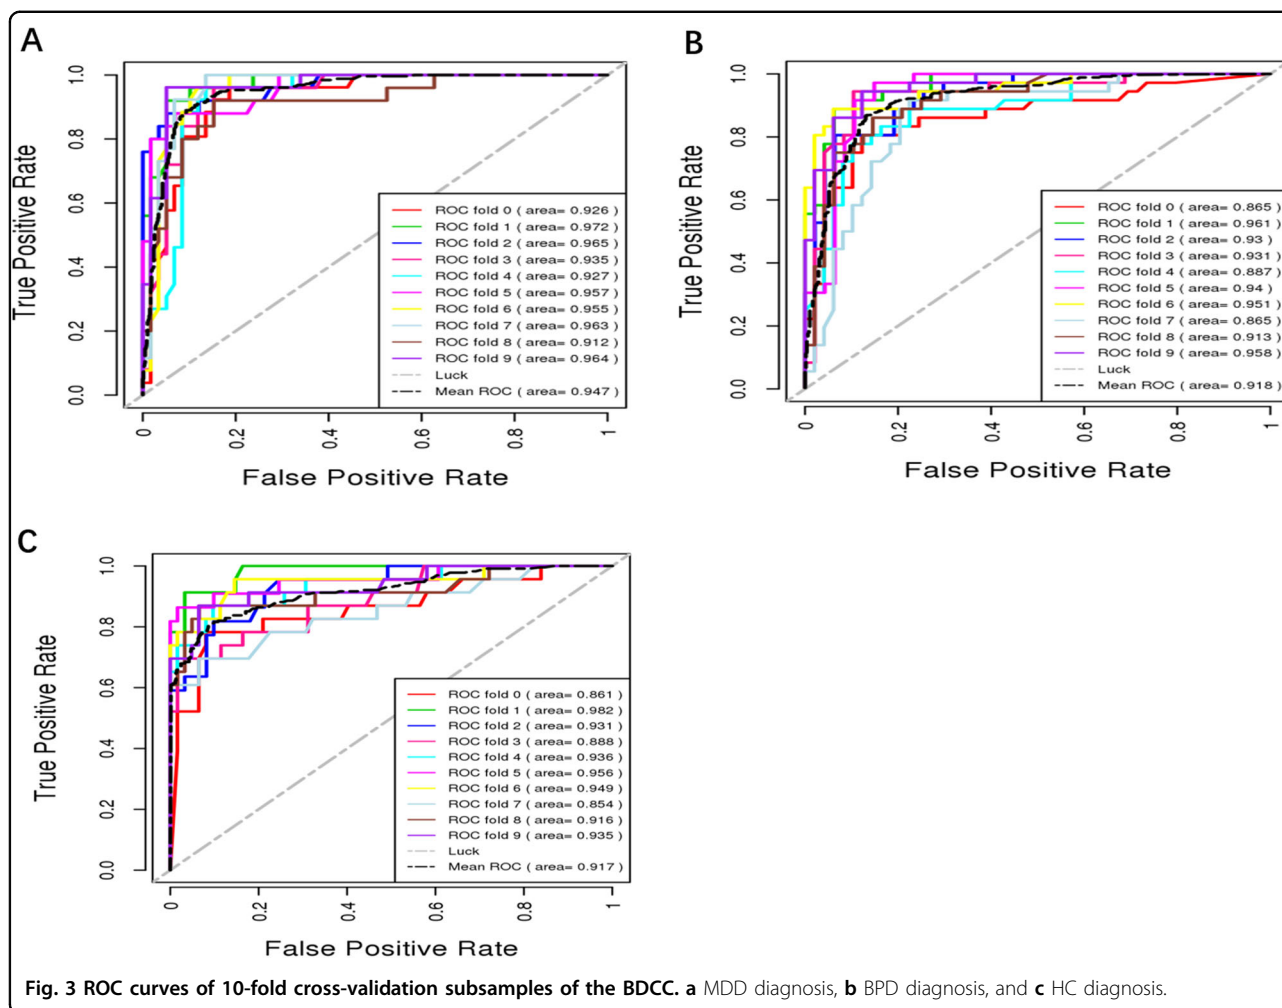 A
True Positive Rate
0.0 0.2 0.4 0.6 0.8 1.0
ROC fold 0 ( area= 0.926 )
ROC fold 1 ( area= 0.972 )
ROC fold 2 ( area= 0.965 )
ROC fold 3 ( area= 0.935 )
ROC fold 4 ( area= 0.927 )
ROC fold 5 ( area= 0.957 )
ROC fold 6 ( area= 0.955 )
ROC fold 7 ( area= 0.963 )
ROC fold 8 ( area= 0.912 )
ROC fold 9 ( area= 0.964 )
Luck
Mean ROC ( area= 0.947 )
0 0.2 0.4 0.6 0.8 1
False Positive Rate
B
True Positive Rate
0.0 0.2 0.4 0.6 0.8 1.0
ROC fold 0 ( area= 0.865 )
ROC fold 1 ( area= 0.961 )
ROC fold 2 ( area= 0.93 )
ROC fold 3 ( area= 0.931 )
ROC fold 4 ( area= 0.887 )
ROC fold 5 ( area= 0.94 )
ROC fold 6 ( area= 0.951 )
ROC fold 7 ( area= 0.865 )
ROC fold 8 ( area= 0.913 )
ROC fold 9 ( area= 0.958 )
Luck
Mean ROC ( area= 0.918 )
0 0.2 0.4 0.6 0.8 1
False Positive Rate
C
True Positive Rate
0.0 0.2 0.4 0.6 0.8 1.0
ROC fold 0 ( area= 0.861 )
ROC fold 1 ( area= 0.982 )
ROC fold 2 ( area= 0.931 )
ROC fold 3 ( area= 0.888 )
ROC fold 4 ( area= 0.936 )
ROC fold 5 ( area= 0.956 )
ROC fold 6 ( area= 0.949 )
ROC fold 7 ( area= 0.854 )
ROC fold 8 ( area= 0.916 )
ROC fold 9 ( area= 0.935 )
Luck
Mean ROC ( area= 0.917 )
0 0.2 0.4 0.6 0.8 1
False Positive Rate
Fig. 3 ROC curves of 10-fold cross-validation subsamples of the BDCC. a MDD diagnosis, b BPD diagnosis, and c HC diagnosis.